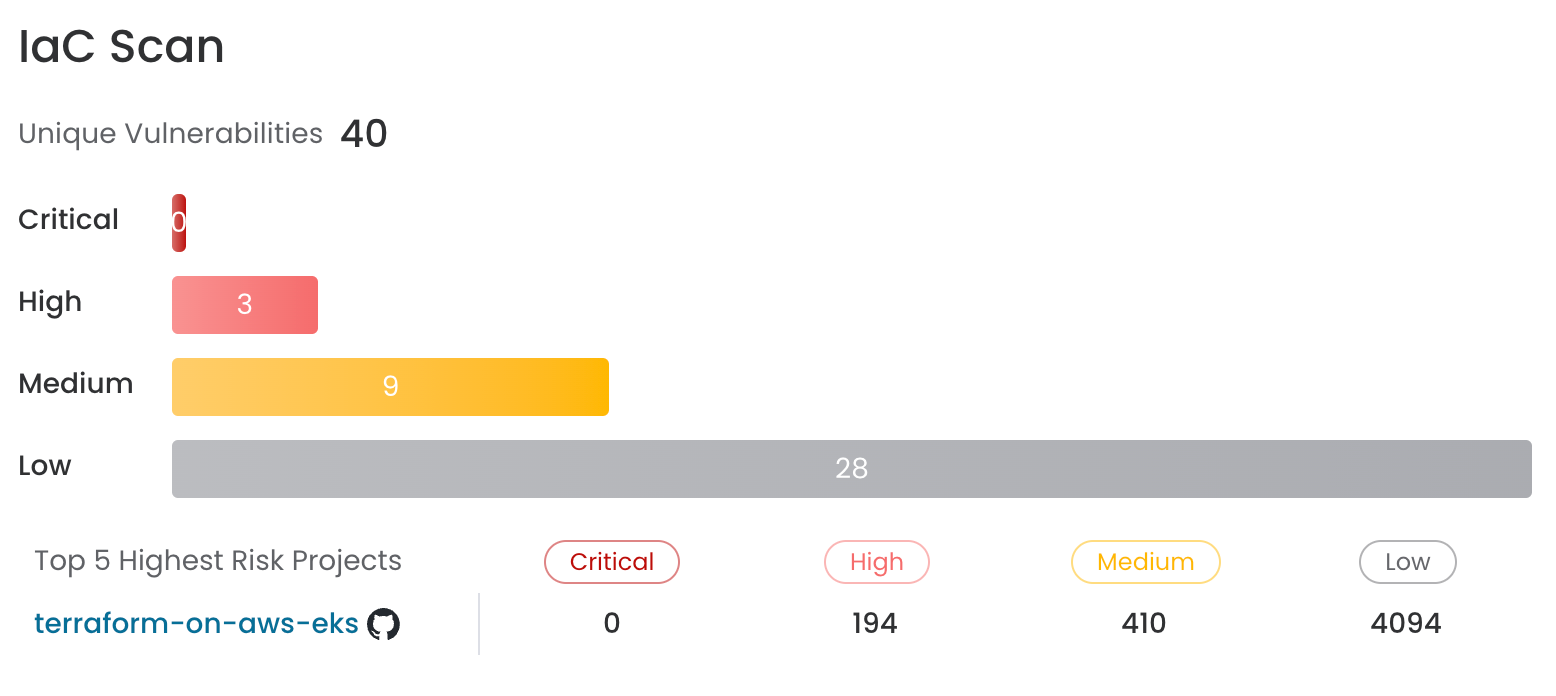 IaC Scan
Unique Vulnerabilities 40
Critical 0
High 3
Medium 9
Low 28
Top 5 Highest Risk Projects Critical High Medium Low
terraform-on-aws-eks 0 194 410 4094